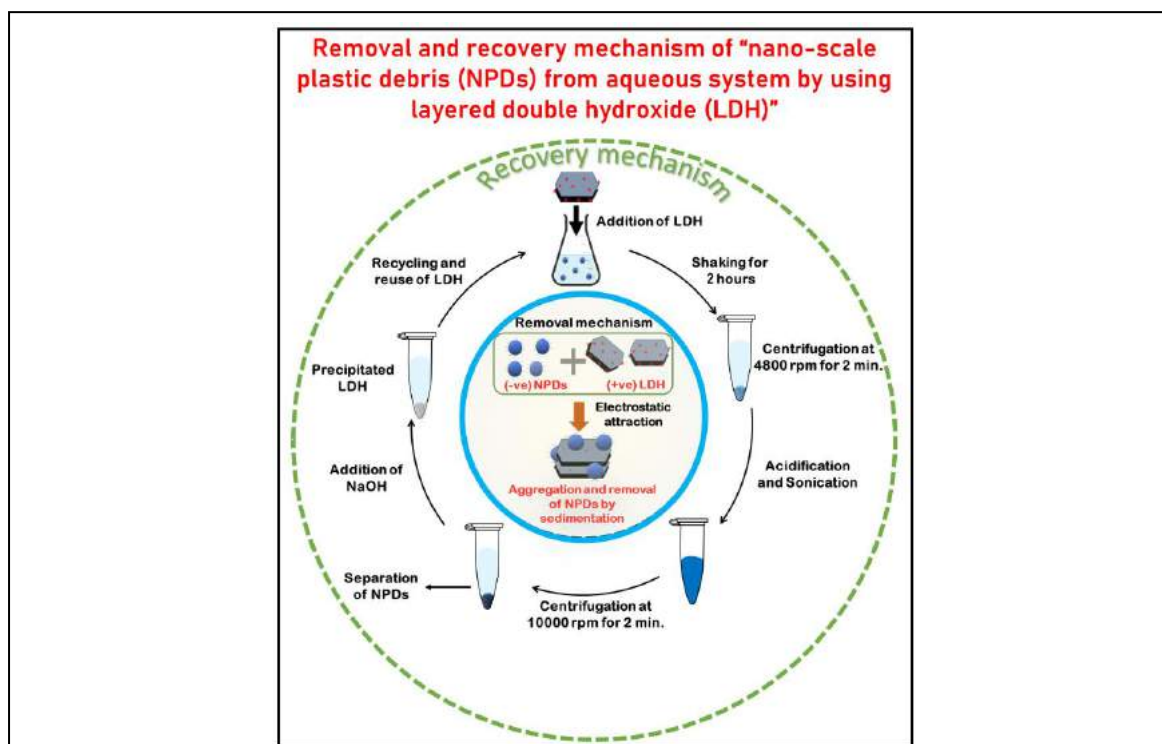 Removal and recovery mechanism of “nano-scale
plastic debris (NPDs) from aqueous system by using
layered double hydroxide (LDH)”
Recovery mechanism
Addition of LDH
Shaking for
2 hours
Centrifugation at
4800 rpm for 2 min.
Acidification
and Sonication
Centrifugation at
10000 rpm for 2 min.
Separation
of NPDs
Addition of
NaOH
Precipitated
LDH
Recycling and
reuse of LDH
Removal mechanism
(-ve) NPDs
(+ve) LDH
Electrostatic
attraction
Aggregation and removal
of NPDs by
sedimentation